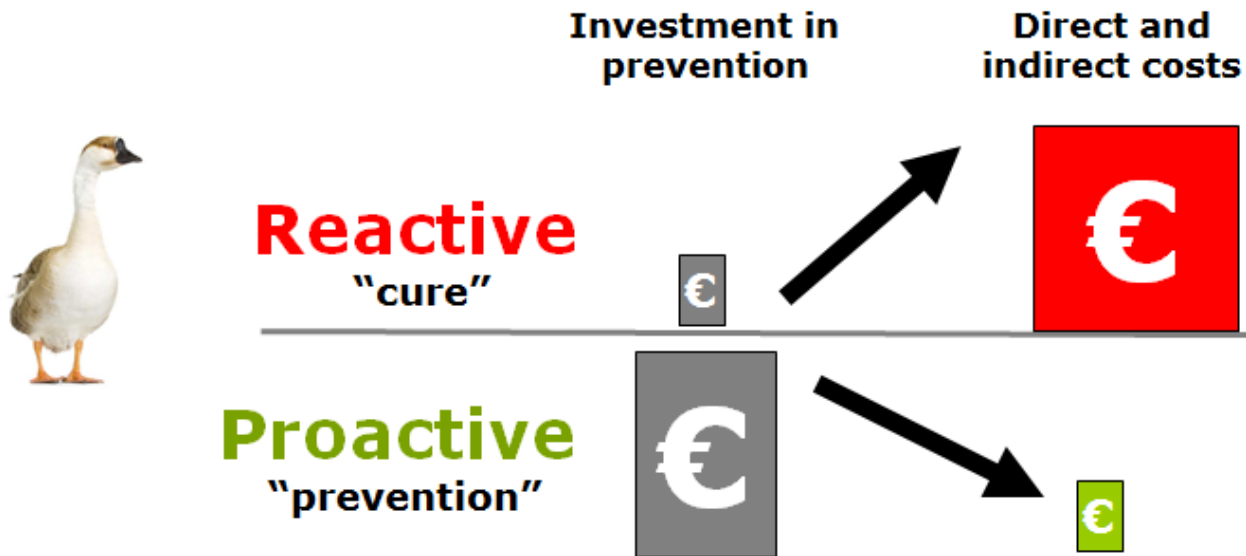 Investment in
prevention
Direct and
indirect costs
Reactive
“cure”
€
€
Proactive
“prevention”
€
€